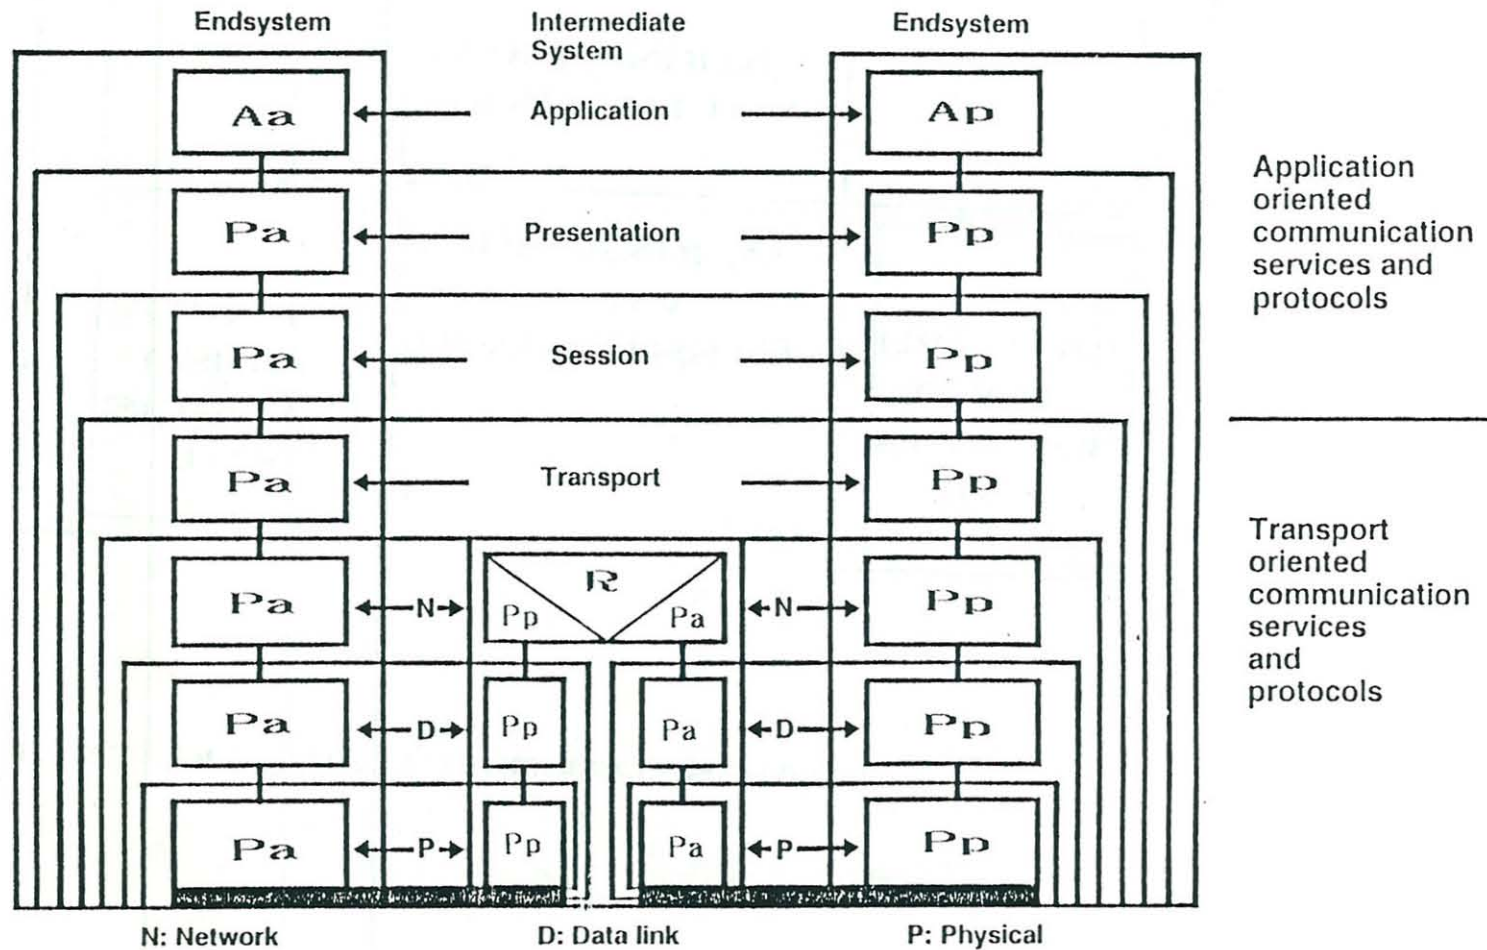 Endsystem
Intermediate
System
Endsystem
Aa
Application
Ap
Pa
Presentation
Pp
Pa
Session
Pp
Pa
Transport
Pp
Pa
N
R
Pp
Pa
N
Pp
Pa
D
Pp
Pa
D
Pp
Pa
P
Pp
Pa
P
Pp
Application
oriented
communication
services and
protocols
Transport
oriented
communication
services
and
protocols
N: Network
D: Data link
P: Physical